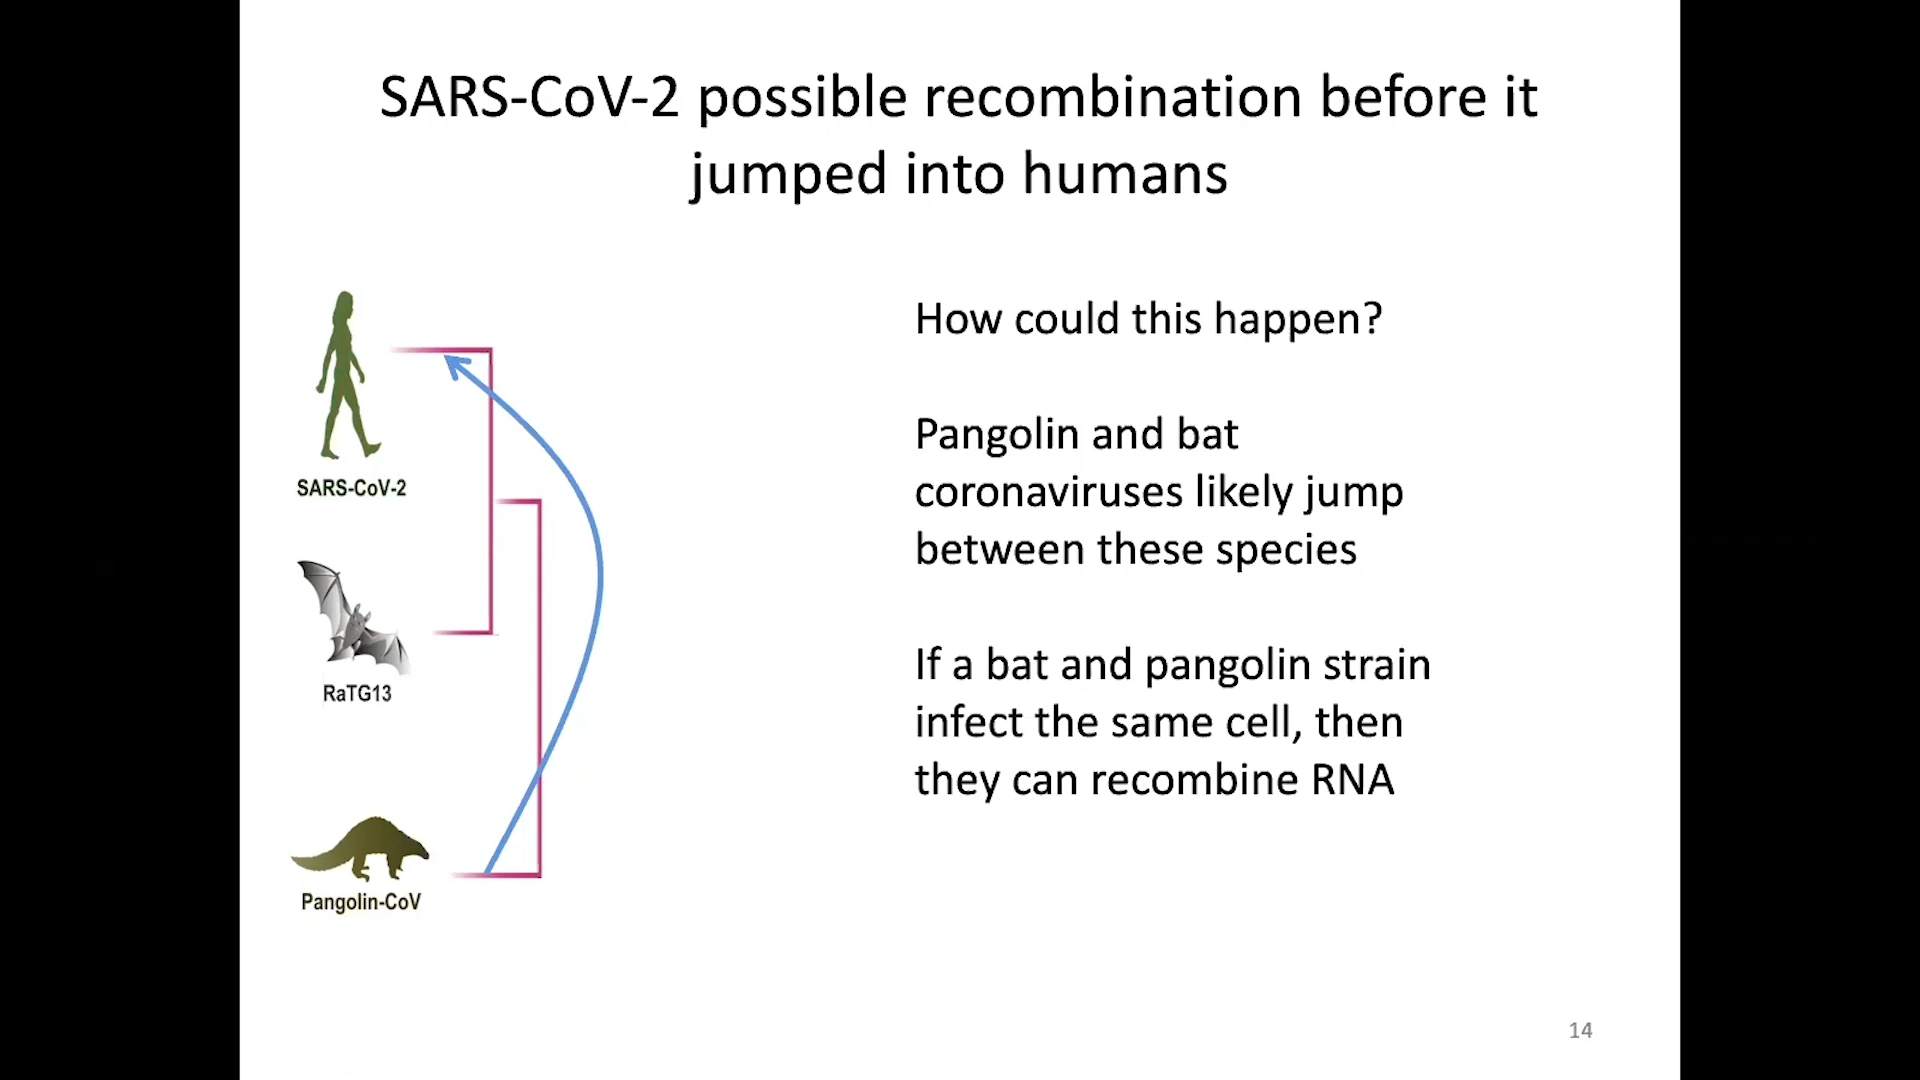 SARS-CoV-2 possible recombination before it
jumped into humans
SARS-CoV-2
RaTG13
Pangolin-CoV
How could this happen?
Pangolin and bat
coronaviruses likely jump
between these species
If a bat and pangolin strain
infect the same cell, then
they can recombine RNA
14